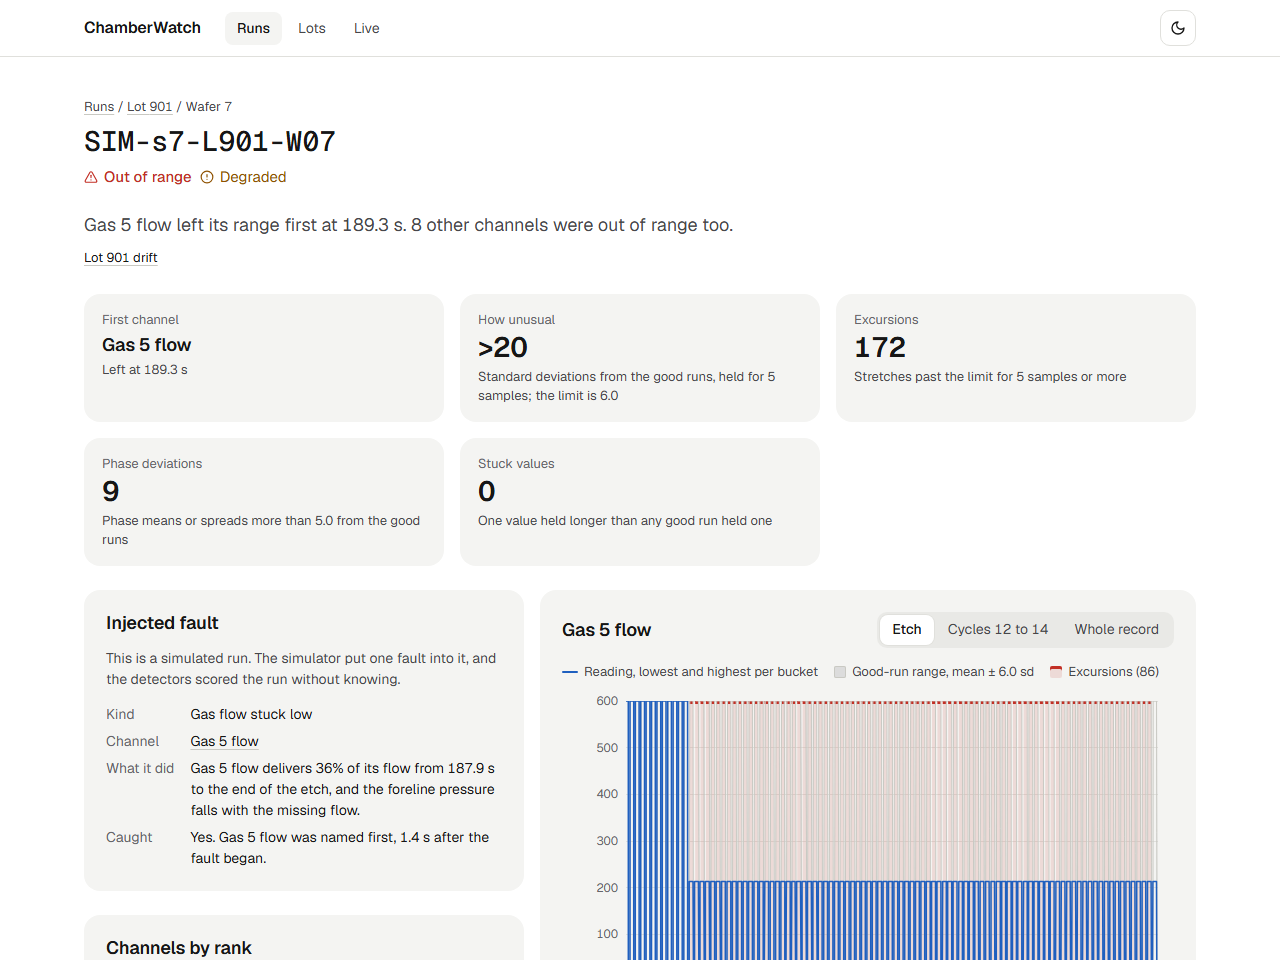 ChamberWatch Runs Lots Live
Runs / Lot 901 / Wafer 7
SIM-s7-L901-W07
Out of range Degraded
Gas 5 flow left its range first at 189.3 s. 8 other channels were out of range too.
Lot 901 drift
First channel
Gas 5 flow
Left at 189.3 s
How unusual
>20
Standard deviations from the good runs, held for 5
samples; the limit is 6.0
Excursions
172
Stretches past the limit for 5 samples or more
Phase deviations
9
Phase means or spreads more than 5.0 from the good
runs
Stuck values
0
One value held longer than any good run held one
Injected fault
This is a simulated run. The simulator put one fault into it, and
the detectors scored the run without knowing.
Kind Gas flow stuck low
Channel Gas 5 flow
What it did Gas 5 flow delivers 36% of its flow from 187.9 s
to the end of the etch, and the foreline pressure
falls with the missing flow.
Caught Yes. Gas 5 flow was named first, 1.4 s after the
fault began.
Channels by rank
Gas 5 flow
Etch Cycles 12 to 14 Whole record
Reading, lowest and highest per bucket Good-run range, mean ± 6.0 sd Excursions (86)
600
500
400
300
200
100